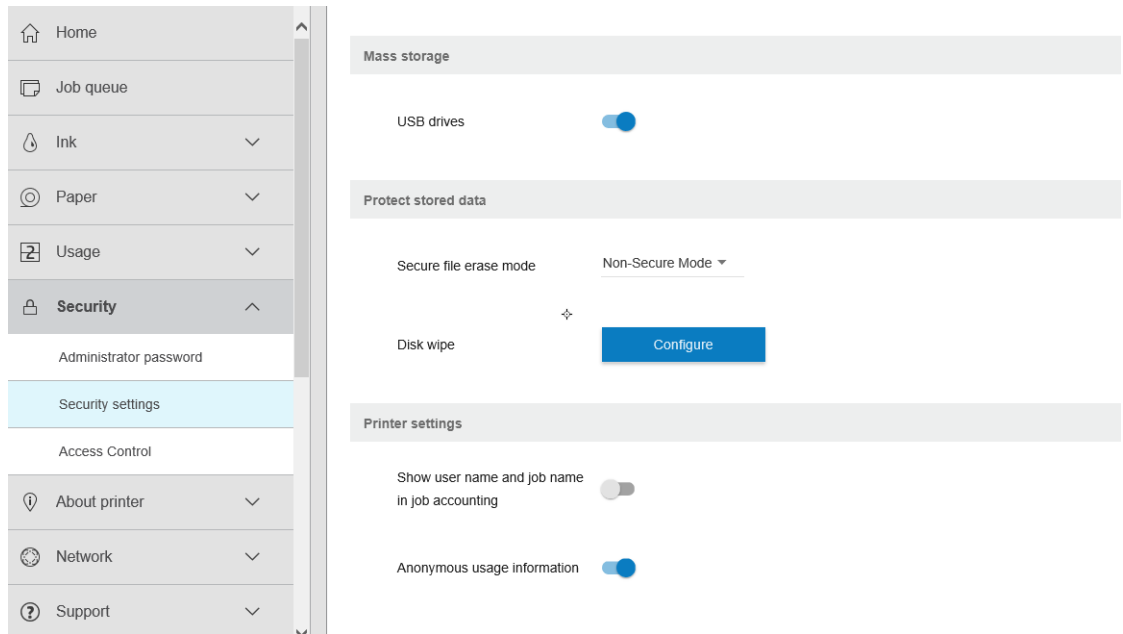 Home
Job queue
Ink
Paper
Usage
Security
Administrator password
Security settings
Access Control
About printer
Network
Support
Mass storage
USB drives
Protect stored data
Secure file erase mode
Non-Secure Mode
Disk wipe
Configure
Printer settings
Show user name and job name
in job accounting
Anonymous usage information